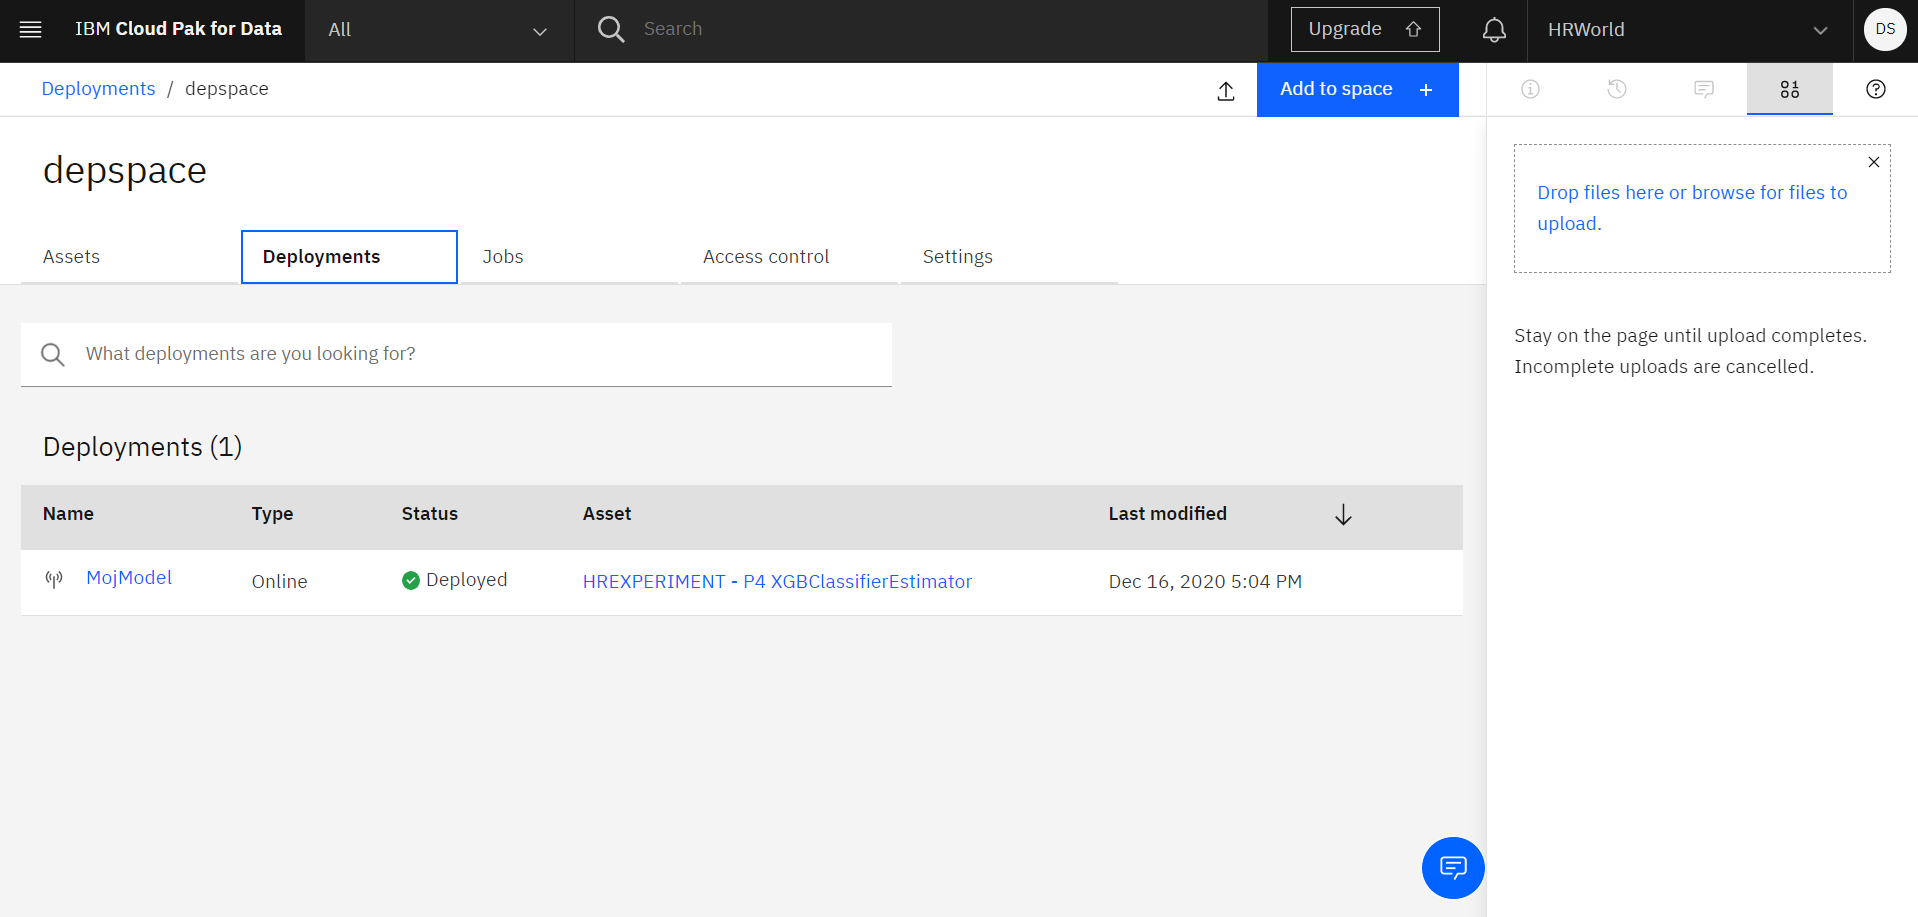 IBM Cloud Pak for Data
All
Search
Upgrade
HRWorld
DS
Deployments / depspace
Add to space +
depspace
Assets
Deployments
Jobs
Access control
Settings
What deployments are you looking for?
Deployments (1)
Name Type Status Asset Last modified
MojModel Online Deployed HREXPERIMENT - P4 XGBClassifierEstimator Dec 16, 2020 5:04 PM
Drop files here or browse for files to
upload.
Stay on the page until upload completes.
Incomplete uploads are cancelled.